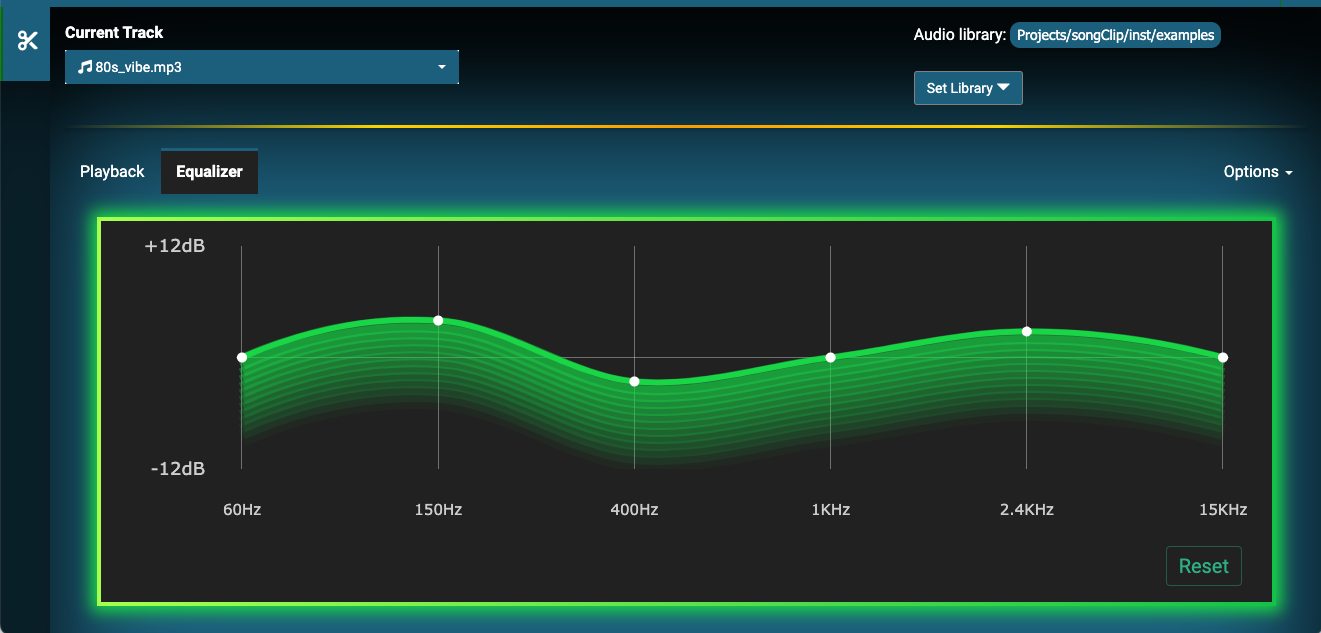 Current Track
Audio library: Projects/songClip/inst/examples
80s_vibe.mp3
Set Library
Playback
Equalizer
Options
+12dB
-12dB
60Hz 150Hz 400Hz 1KHz 2.4KHz 15KHz
Reset